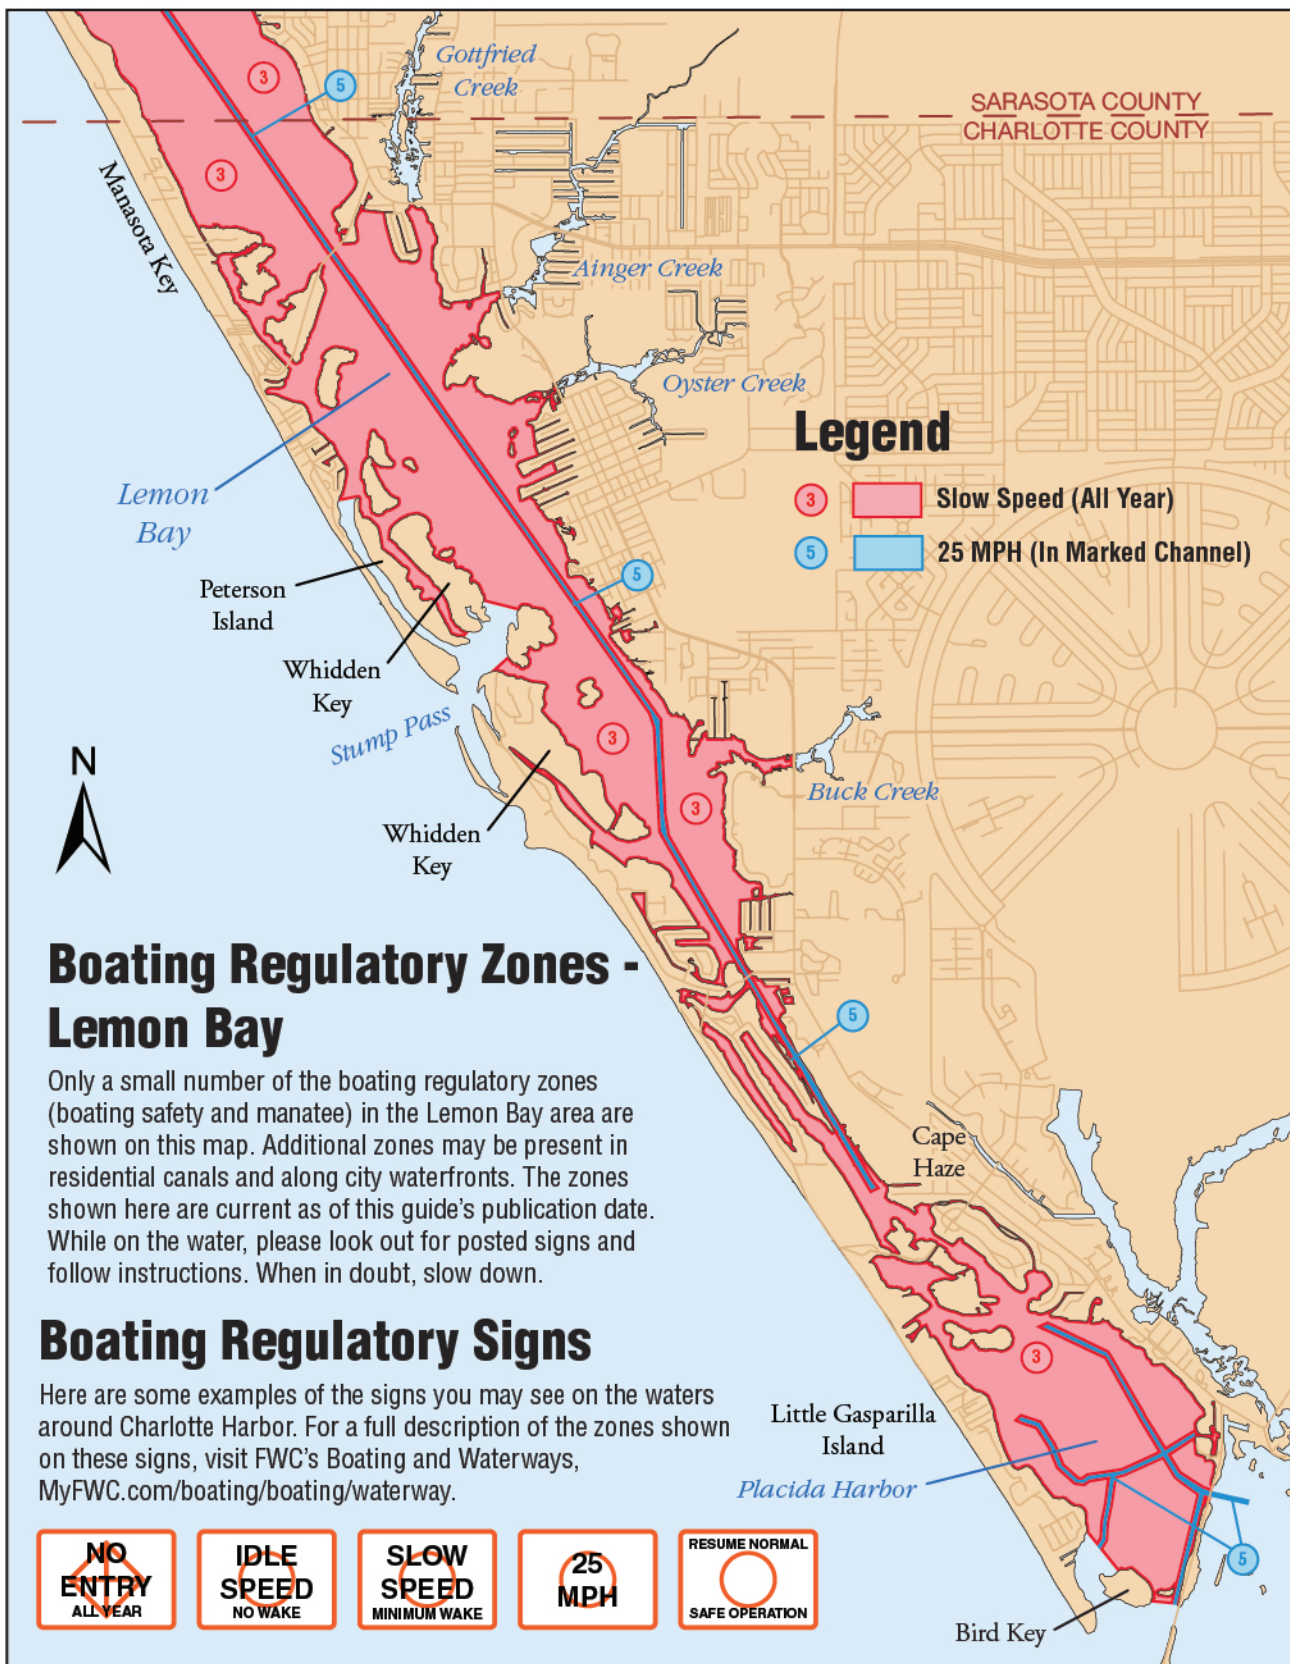 Gottfried
Creek
3
5
SARASOTA COUNTY
CHARLOTTE COUNTY
3
Manasota Key
Ainger Creek
Oyster Creek
Legend
3 Slow Speed (All Year)
5 25 MPH (In Marked Channel)
Lemon
Bay
5
Peterson
Island
Whidden
Key
Stump Pass
3
N
3
Buck Creek
Whidden
Key
Boating Regulatory Zones -
Lemon Bay
Only a small number of the boating regulatory zones
(boating safety and manatee) in the Lemon Bay area are
shown on this map. Additional zones may be present in
residential canals and along city waterfronts. The zones
shown here are current as of this guide's publication date.
While on the water, please look out for posted signs and
follow instructions. When in doubt, slow down.
5
Cape
Haze
Boating Regulatory Signs
Here are some examples of the signs you may see on the waters
around Charlotte Harbor. For a full description of the zones shown
on these signs, visit FWC's Boating and Waterways,
MyFWC.com/boating/boating/waterway.
3
Little Gasparilla
Island
Placida Harbor
5
Bird Key
NO
ENTRY
ALL YEAR
IDLE
SPEED
NO WAKE
SLOW
SPEED
MINIMUM WAKE
25
MPH
RESUME NORMAL
SAFE OPERATION